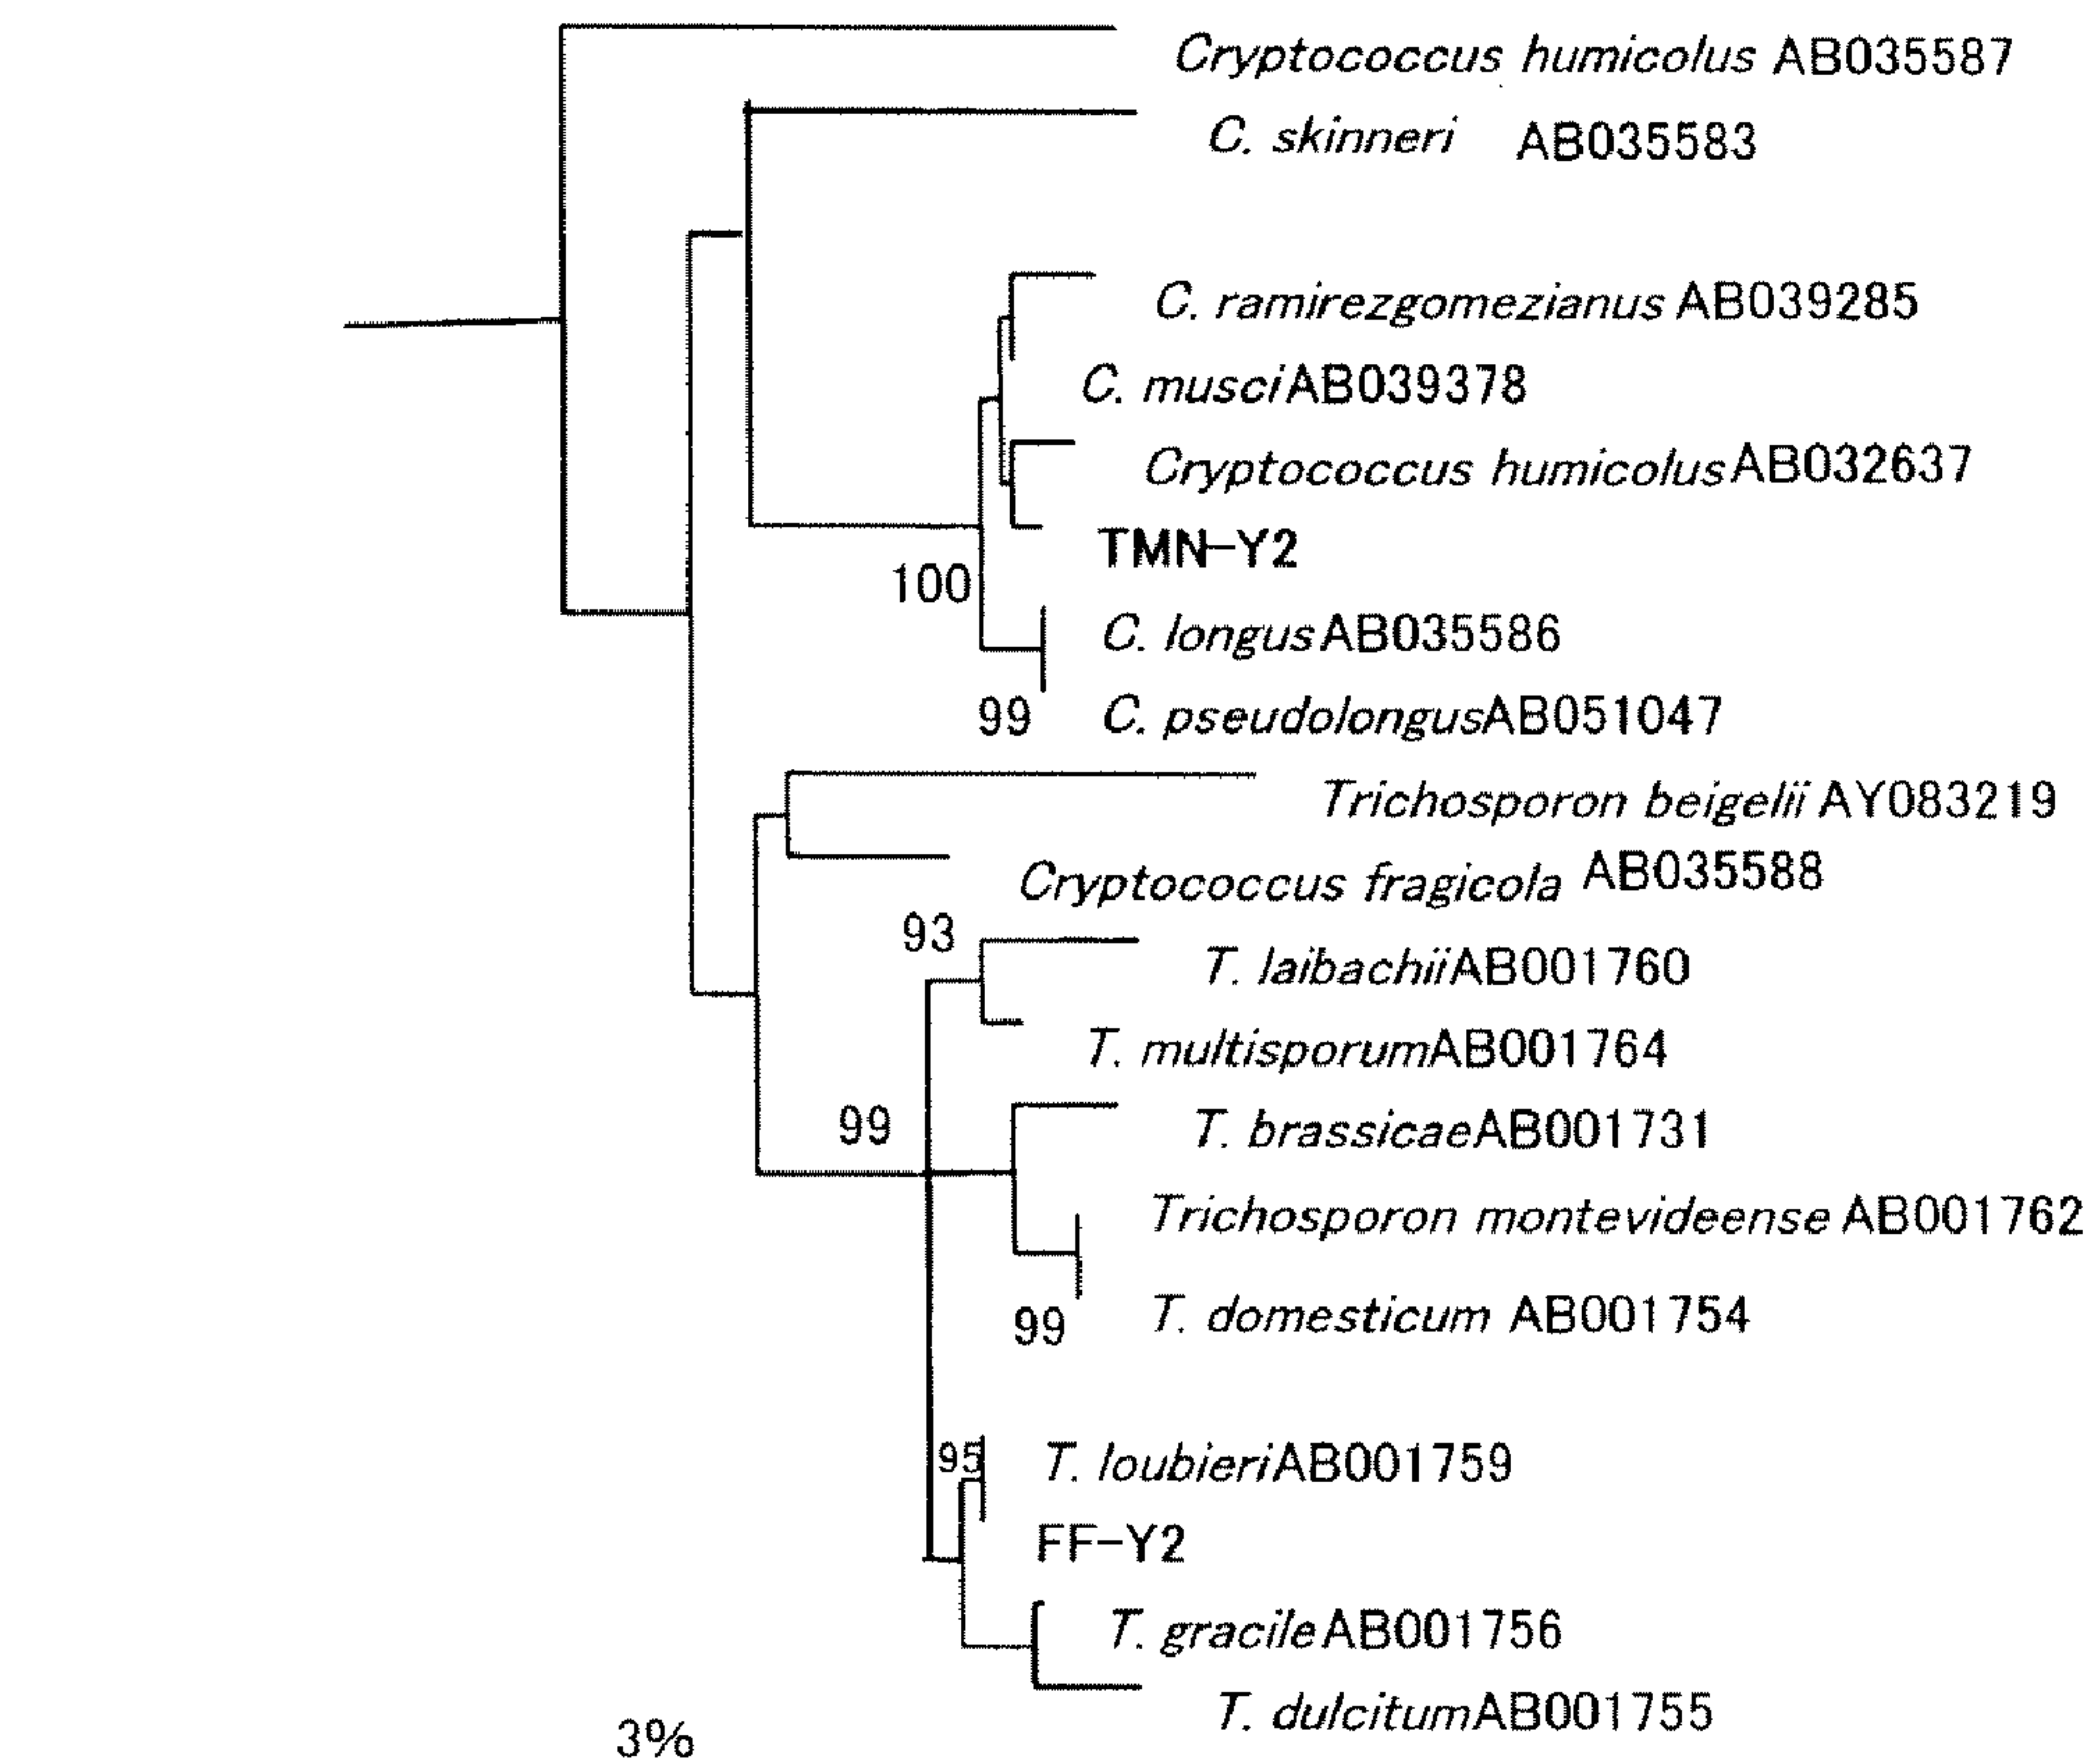 Cryptococcus humicolus AB035587
C. skinneri AB035583
C. ramirezgomezianus AB039285
C. musci AB039378
Cryptococcus humicolus AB032637
TMN-Y2
100
C. longus AB035586
99 C. pseudolongus AB051047
Trichosporon beigelii AY083219
Cryptococcus fragicola AB035588
93
T. laibachii AB001760
T. multisporum AB001764
99
T. brassicae AB001731
Trichosporon montevideense AB001762
99 T. domesticum AB001754
95 T. loubieri AB001759
FF-Y2
T. gracile AB001756
T. dulcitum AB001755
3%